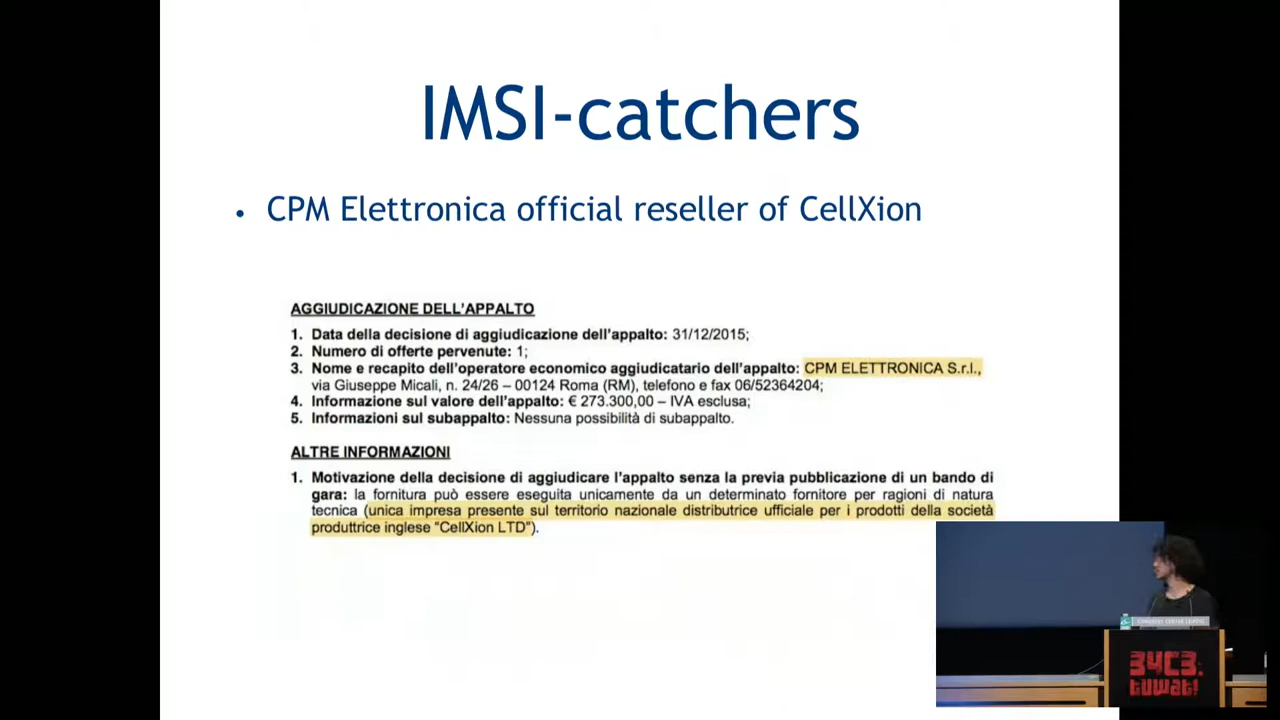 IMSI-catchers
• CPM Elettronica official reseller of CellXion
AGGIUDICAZIONE DELL'APPALTO
1. Data della decisione di aggiudicazione dell'appalto: 31/12/2015;
2. Numero di offerte pervenute: 1;
3. Nome e recapito dell'operatore economico aggiudicatario dell'appalto: CPM ELETTRONICA S.r.l.,
via Giuseppe Micali, n. 24/26 – 00124 Roma (RM), telefono e fax 06/52364204;
4. Informazione sul valore dell'appalto: € 273.300,00 – IVA esclusa;
5. Informazioni sul subappalto: Nessuna possibilità di subappalto.
ALTRE INFORMAZIONI
1. Motivazione della decisione di aggiudicare l'appalto senza la previa pubblicazione di un bando di
gara: la fornitura può essere eseguita unicamente da un determinato fornitore per ragioni di natura
tecnica (unica impresa presente sul territorio nazionale distributrice ufficiale per i prodotti della società
produttrice inglese "CellXion LTD").
CONGRESS CENTER LEIPZIG
34C3.
tuwat!